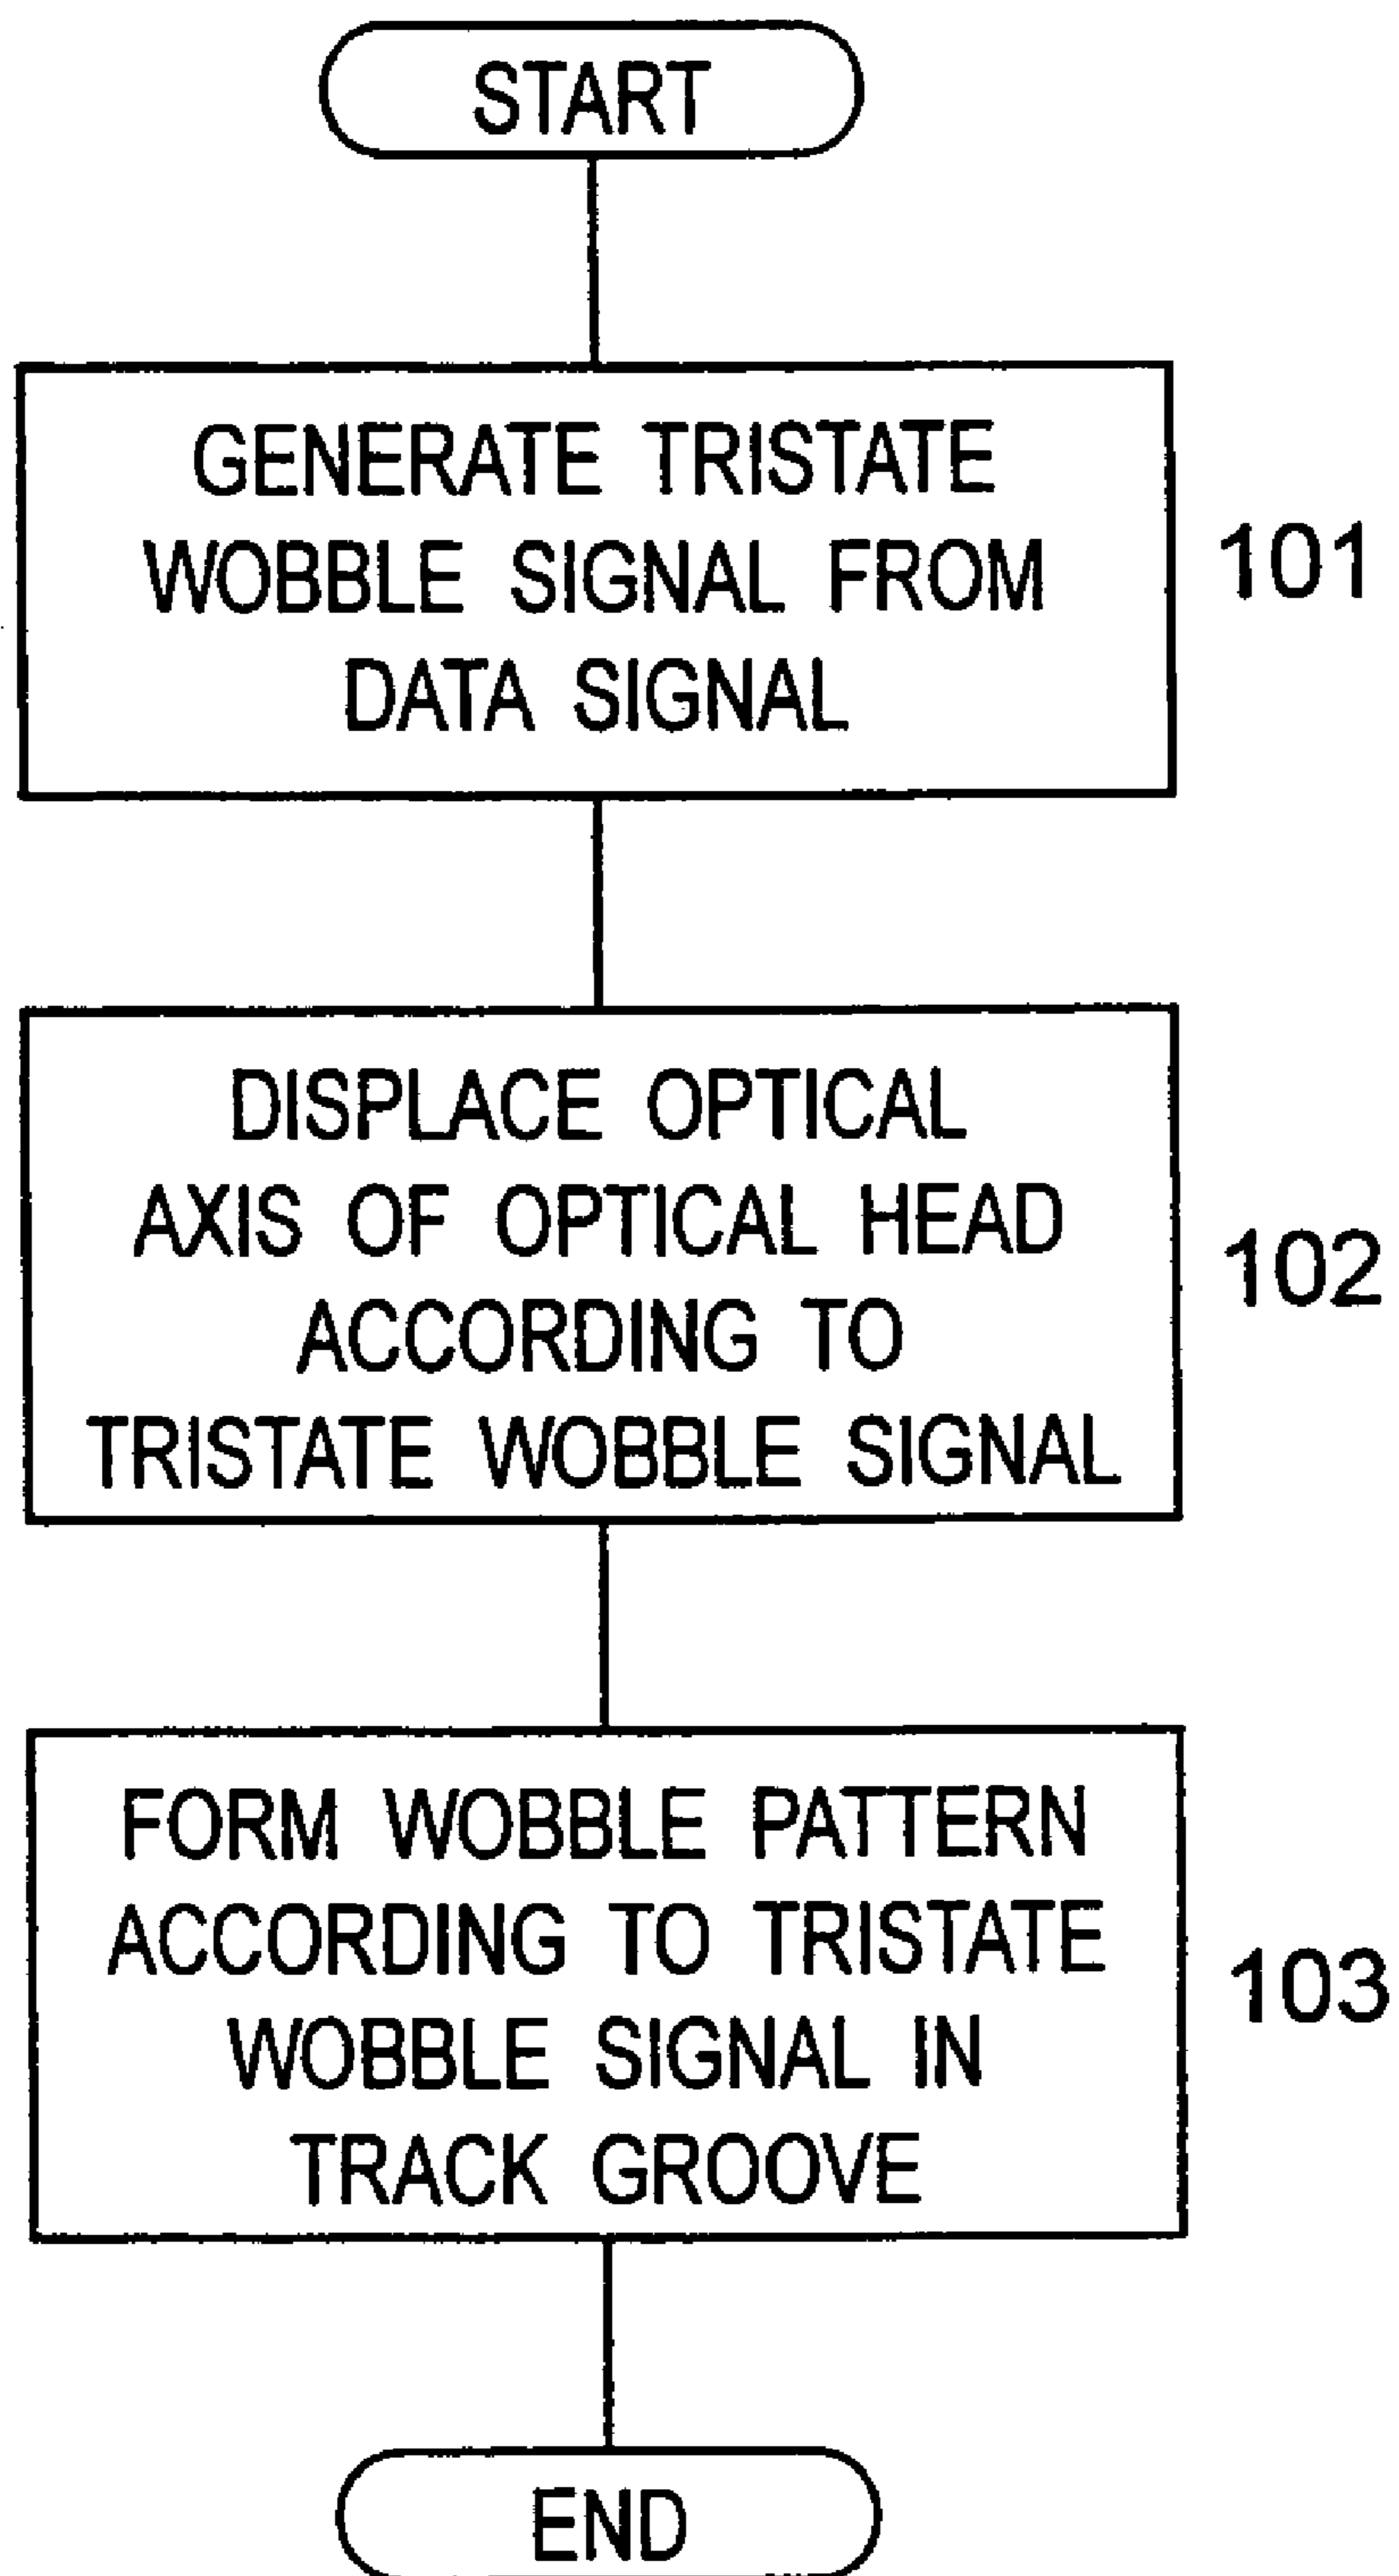 START
GENERATE TRISTATE
WOBBLE SIGNAL FROM
DATA SIGNAL
101
DISPLACE OPTICAL
AXIS OF OPTICAL HEAD
ACCORDING TO
TRISTATE WOBBLE SIGNAL
102
FORM WOBBLE PATTERN
ACCORDING TO TRISTATE
WOBBLE SIGNAL IN
TRACK GROOVE
103
END